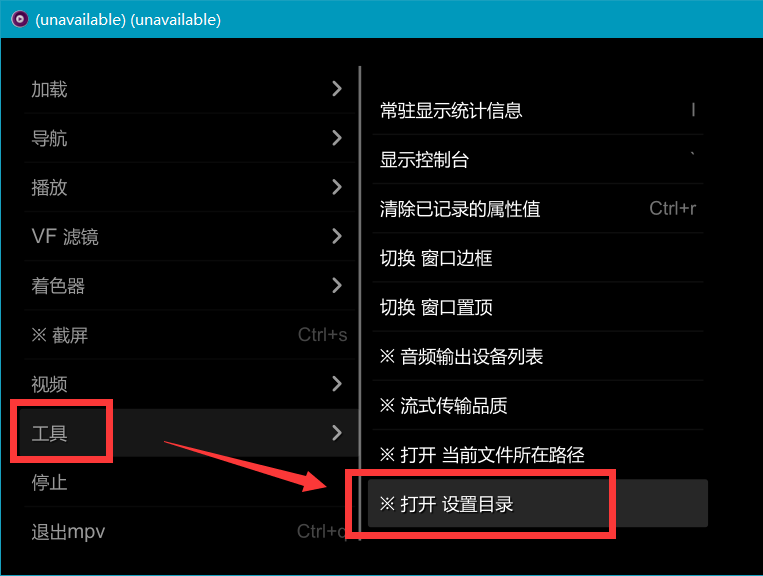 (unavailable) (unavailable)
加载
导航
播放
VF 滤镜
着色器
※ 截屏 Ctrl+s
视频
工具
停止
退出mpv Ctrl+q
常驻显示统计信息 I
显示控制台 `
清除已记录的属性值 Ctrl+r
切换 窗口边框
切换 窗口置顶
※ 音频输出设备列表
※ 流式传输品质
※ 打开 当前文件所在路径
※ 打开 设置目录